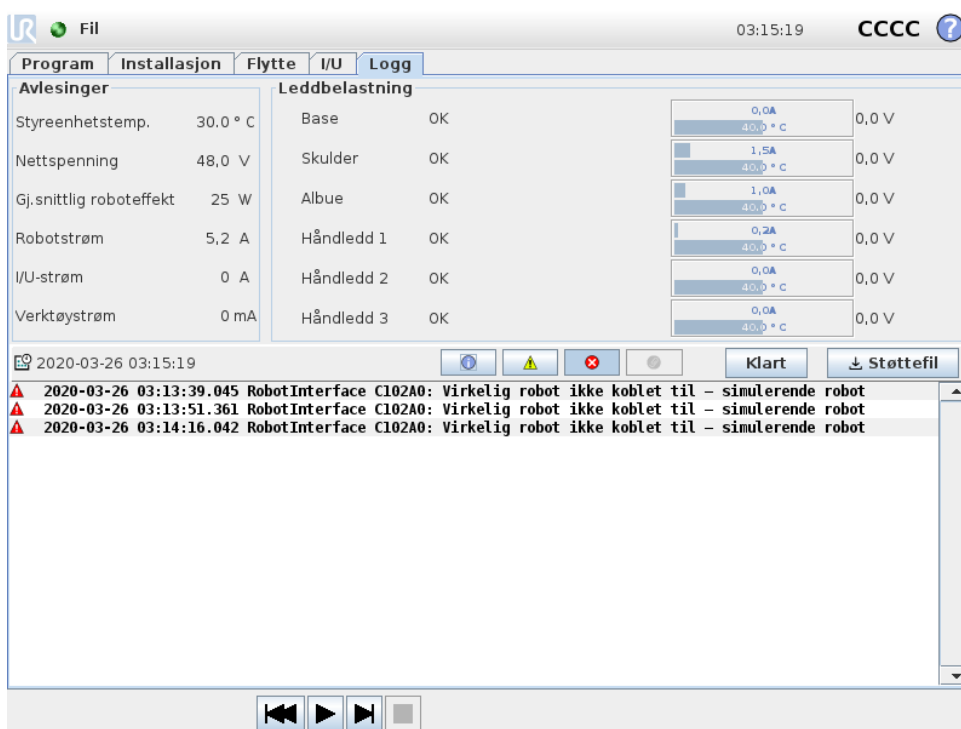 UR Fil 03:15:19 CCCC ?
Program Installasjon Flytte I/U Logg
Avlesinger
Styreenhetstemp. 30.0 ° C
Nettspenning 48,0 V
Gj.snittlig roboteffekt 25 W
Robotstrøm 5,2 A
I/U-strøm 0 A
Verktøystrøm 0 mA
Leddbelastning
Base OK 0,0A 40.0 ° C 0,0 V
Skulder OK 1,5A 40.0 ° C 0,0 V
Albue OK 1,0A 40.0 ° C 0,0 V
Håndledd 1 OK 0,2A 40.0 ° C 0,0 V
Håndledd 2 OK 0,0A 40.0 ° C 0,0 V
Håndledd 3 OK 0,0A 40.0 ° C 0,0 V
2020-03-26 03:15:19 Klart Støttefil
2020-03-26 03:13:39.045 RobotInterface C102A0: Virkelig robot ikke koblet til – simulerende robot
2020-03-26 03:13:51.361 RobotInterface C102A0: Virkelig robot ikke koblet til – simulerende robot
2020-03-26 03:14:16.042 RobotInterface C102A0: Virkelig robot ikke koblet til – simulerende robot